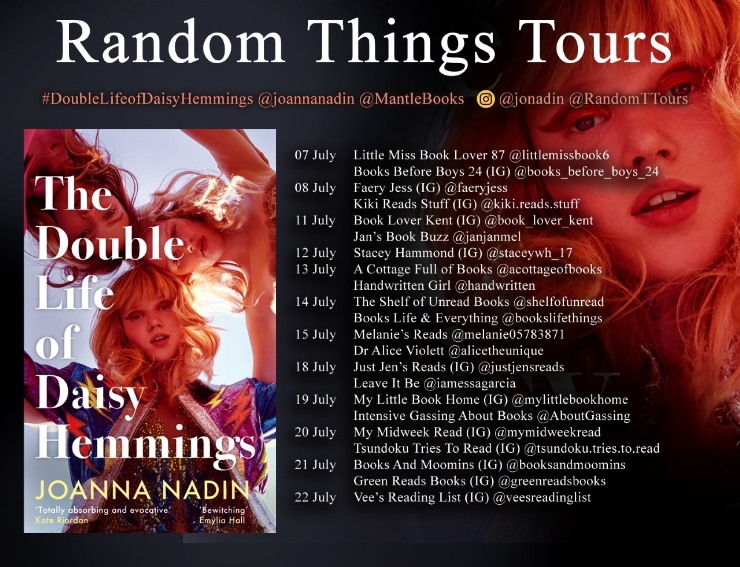 Random Things Tours
#DoubleLifeofDaisyHemmings @joannanadin @MantleBooks @jonadin @RandomTTours
The
Double
Life
of
Daisy
Hemmings
JOANNA NADIN
'Totally absorbing and evocative' 'Bewitching'
Kate Riordan Emylia Hall
07 July Little Miss Book Lover 87 @littlemissbook6
Books Before Boys 24 (IG) @books_before_boys_24
08 July Faery Jess (IG) @faeryjess
Kiki Reads Stuff (IG) @kiki.reads.stuff
11 July Book Lover Kent (IG) @book_lover_kent
Jan's Book Buzz @janjanmel
12 July Stacey Hammond (IG) @staceywh_17
13 July A Cottage Full of Books @acottageofbooks
Handwritten Girl @handwritten
14 July The Shelf of Unread Books @shelfofunread
Books Life & Everything @bookslifethings
15 July Melanie's Reads @melanie05783871
Dr Alice Violett @alicetheunique
18 July Just Jen's Reads (IG) @justjensreads
Leave It Be @iamessagarcia
19 July My Little Book Home (IG) @mylittlebookhome
Intensive Gassing About Books @AboutGassing
20 July My Midweek Read (IG) @mymidweekread
Tsundoku Tries To Read (IG) @tsundoku.tries.to.read
21 July Books And Moomins (IG) @booksandmoomins
Green Reads Books (IG) @greenreadsbooks
22 July Vee's Reading List (IG) @veesreadinglist